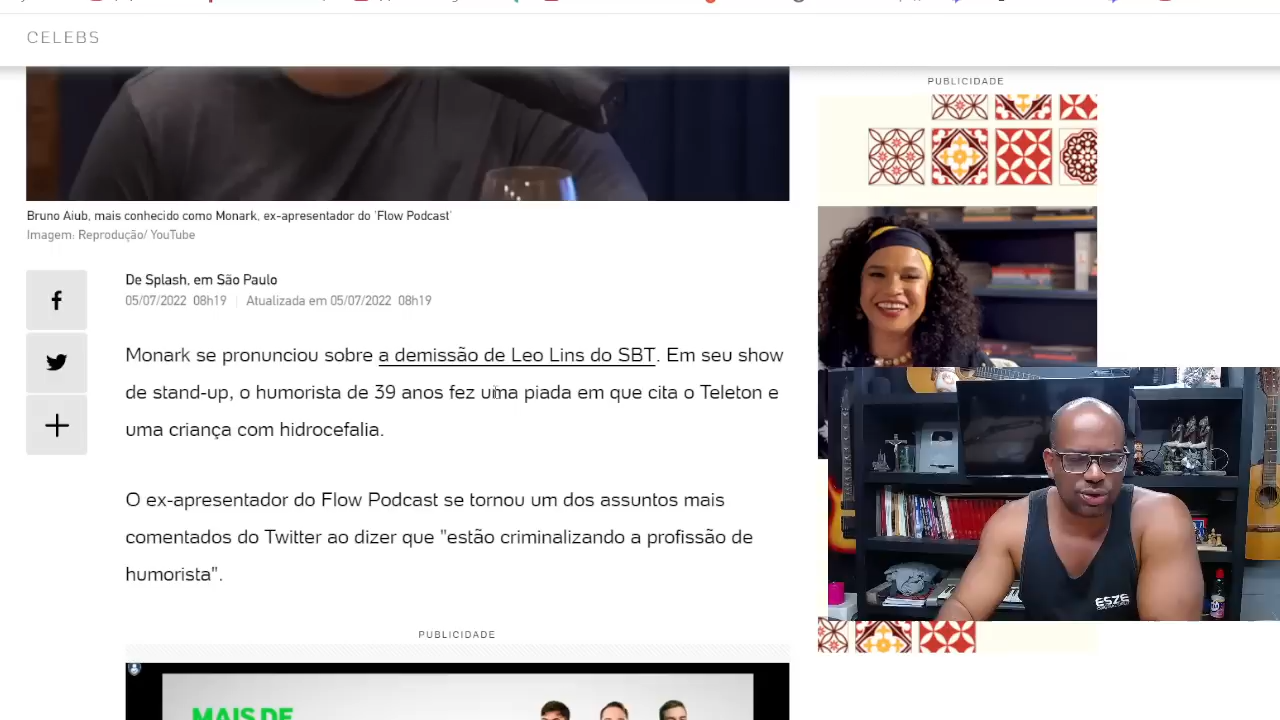 CELEBS
PUBLICIDADE
Bruno Aiub, mais conhecido como Monark, ex-apresentador do 'Flow Podcast'
Imagem: Reprodução/ YouTube
De Splash, em São Paulo
05/07/2022 08h19 | Atualizada em 05/07/2022 08h19
Monark se pronunciou sobre a demissão de Leo Lins do SBT. Em seu show
de stand-up, o humorista de 39 anos fez uma piada em que cita o Teleton e
uma criança com hidrocefalia.
O ex-apresentador do Flow Podcast se tornou um dos assuntos mais
comentados do Twitter ao dizer que "estão criminalizando a profissão de
humorista".
ESZE
PUBLICIDADE
MAIS DE